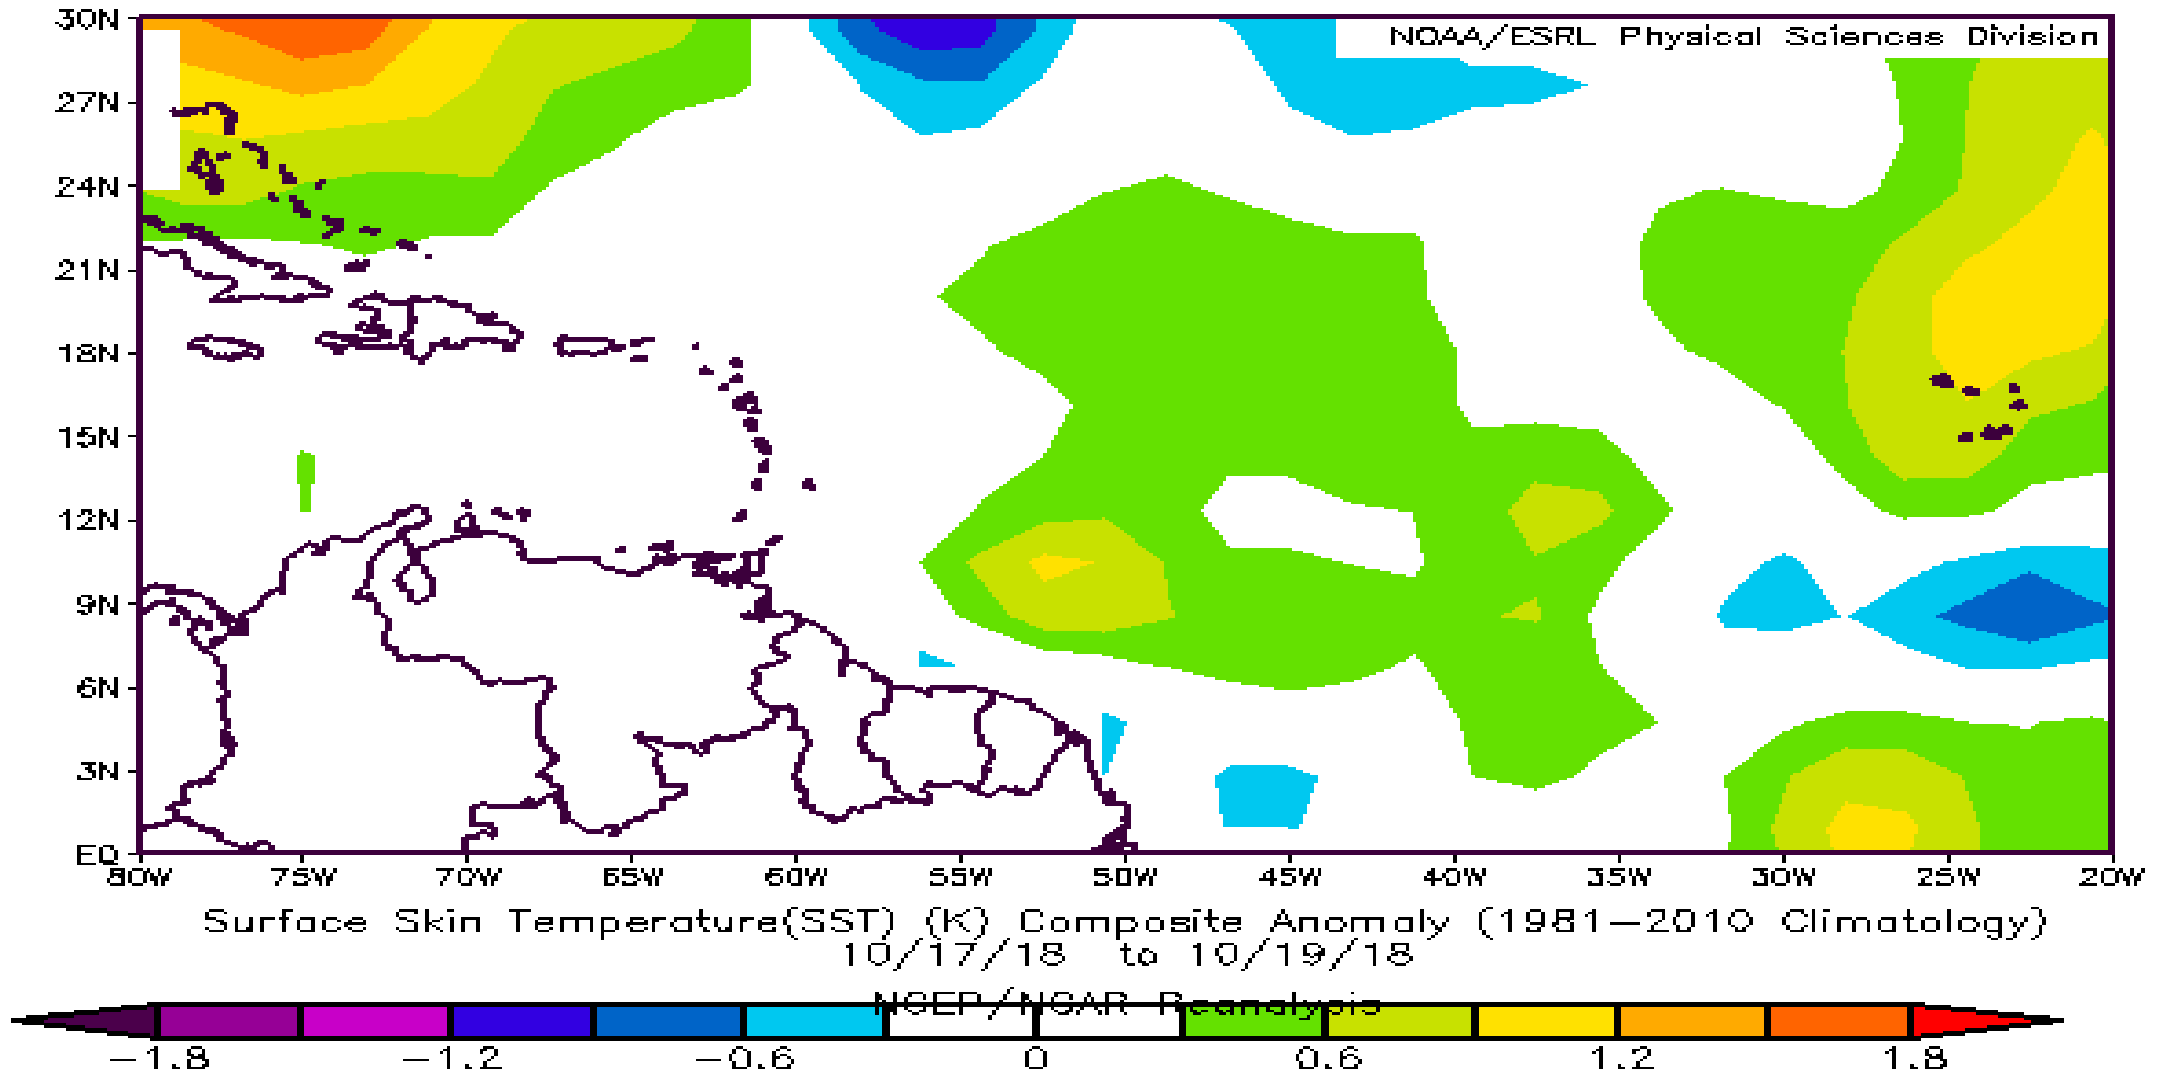 30N
NOAA/ESRL Physical Sciences Division
27N
24N
21N
18N
15N
12N
9N
6N
3N
EQ
80W 75W 70W 65W 60W 55W 50W 45W 40W 35W 30W 25W 20W
Surface Skin Temperature(SST) (K) Composite Anomaly (1981-2010 Climatology)
10/17/18 to 10/19/18
NCEP/NCAR Reanalysis
-1.8 -1.2 -0.6 0 0.6 1.2 1.8